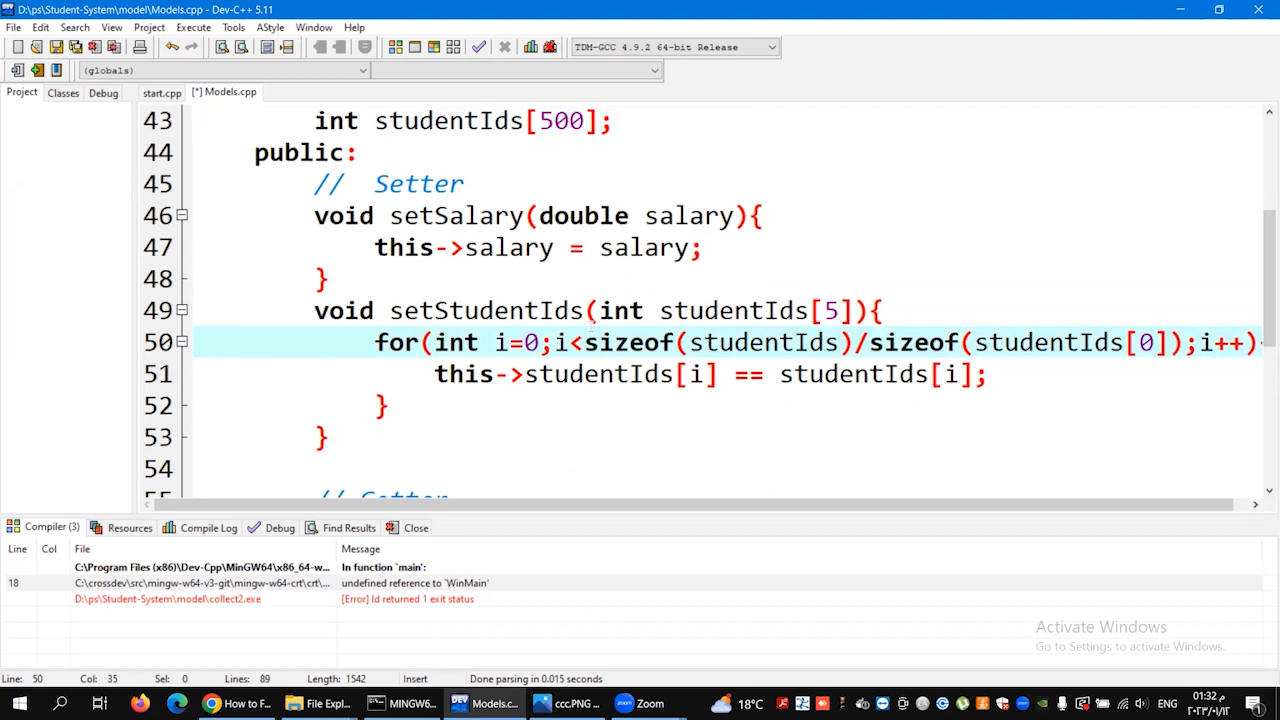 D:\ps\Student-System\model\Models.cpp - Dev-C++ 5.11
File Edit Search View Project Execute Tools AStyle Window Help
TDM-GCC 4.9.2 64-bit Release
(globals)
Project Classes Debug start.cpp [*] Models.cpp
43 int studentIds[500];
44 public:
45 // Setter
46 void setSalary(double salary){
47 this->salary = salary;
48 }
49 void setStudentIds(int studentIds[5]){
50 for(int i=0;i<sizeof(studentIds)/sizeof(studentIds[0]);i++)
51 this->studentIds[i] == studentIds[i];
52 }
53 }
54
55 // Getter
Compiler (3) Resources Compile Log Debug Find Results Close
Line Col File Message
C:\Program Files (x86)\Dev-Cpp\MinGW64\x86_64-w... In function `main':
18 C:\crossdev\src\mingw-w64-v3-git\mingw-w64-crt\crt\... undefined reference to `WinMain'
D:\ps\Student-System\model\collect2.exe [Error] ld returned 1 exit status
Activate Windows
Go to Settings to activate Windows.
Line: 50 Col: 35 Sel: 0 Lines: 89 Length: 1542 Insert Done parsing in 0.015 seconds
How to F... File Expl... MINGW6... Models.c... ccc.PNG ... Zoom 18°C ENG
01:32 م
٢٠٢٣/١٠/٢